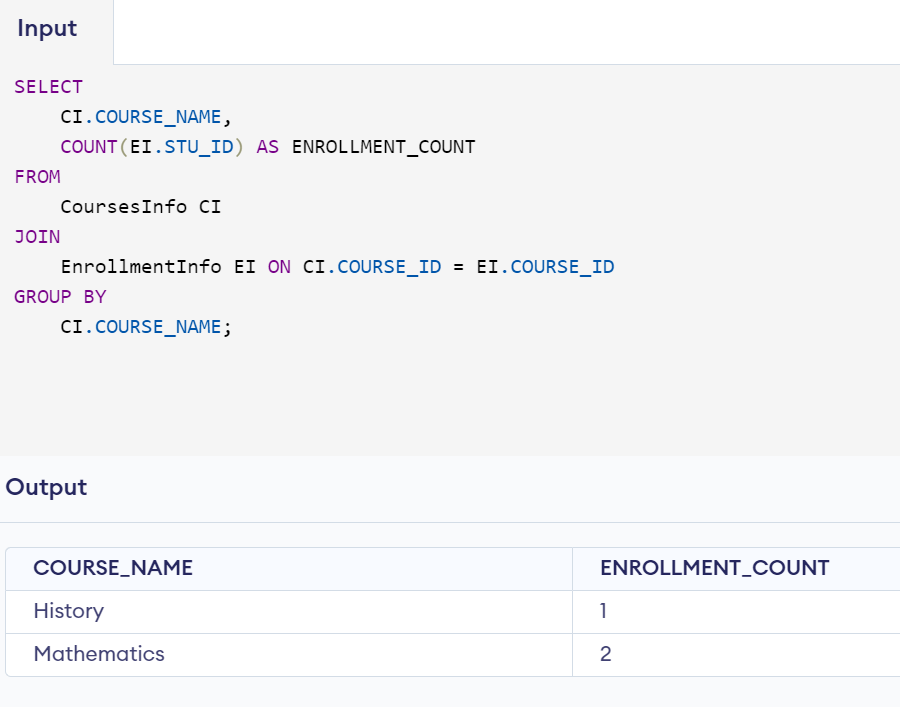 Input
SELECT
    CI.COURSE_NAME,
    COUNT(EI.STU_ID) AS ENROLLMENT_COUNT
FROM
    CoursesInfo CI
JOIN
    EnrollmentInfo EI ON CI.COURSE_ID = EI.COURSE_ID
GROUP BY
    CI.COURSE_NAME;
Output
COURSE_NAME ENROLLMENT_COUNT
History 1
Mathematics 2